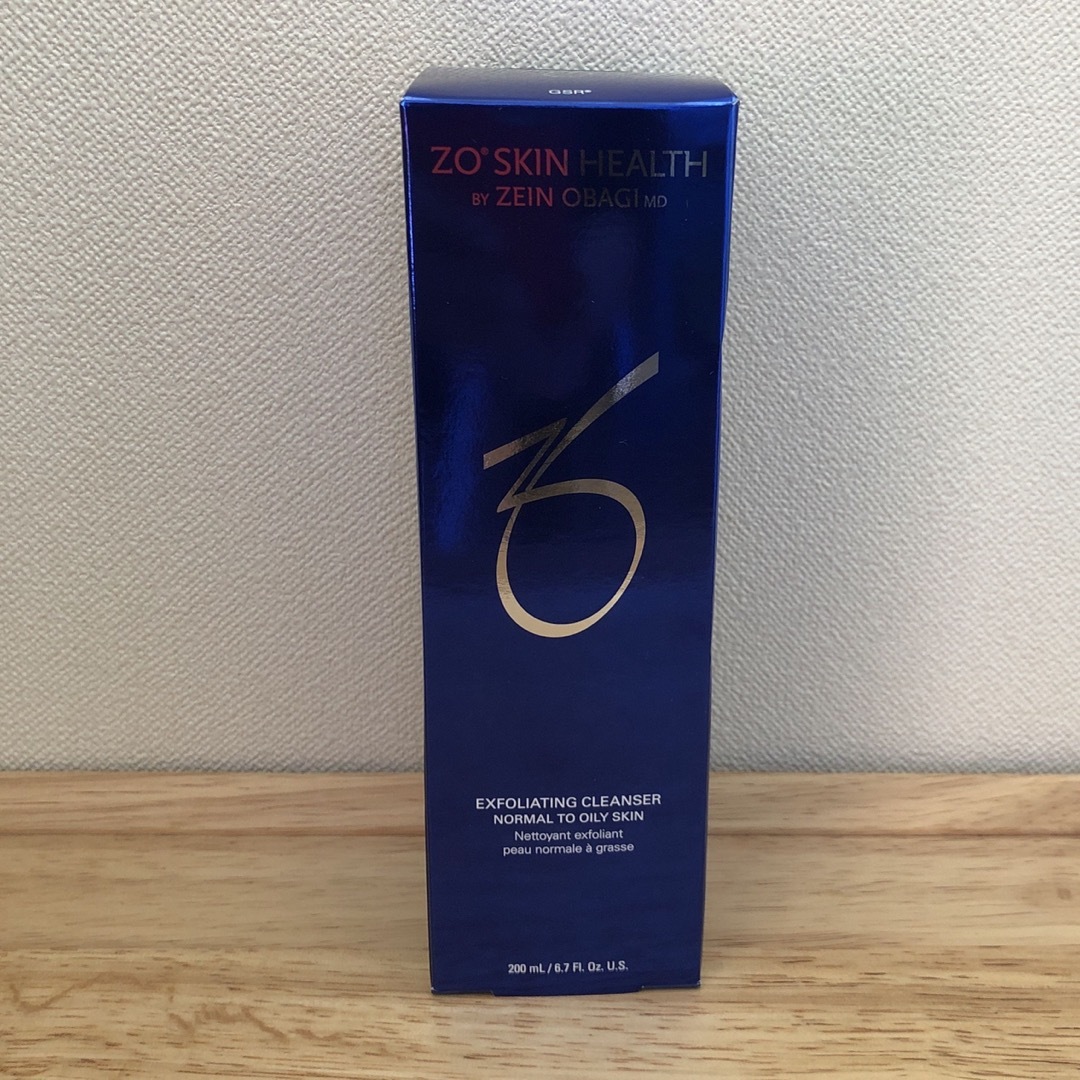 GSR®
ZO® SKIN HEALTH
BY ZEIN OBAGI MD
EXFOLIATING CLEANSER
NORMAL TO OILY SKIN
Nettoyant exfoliant
peau normale à grasse
200 mL / 6.7 Fl. Oz. U.S.